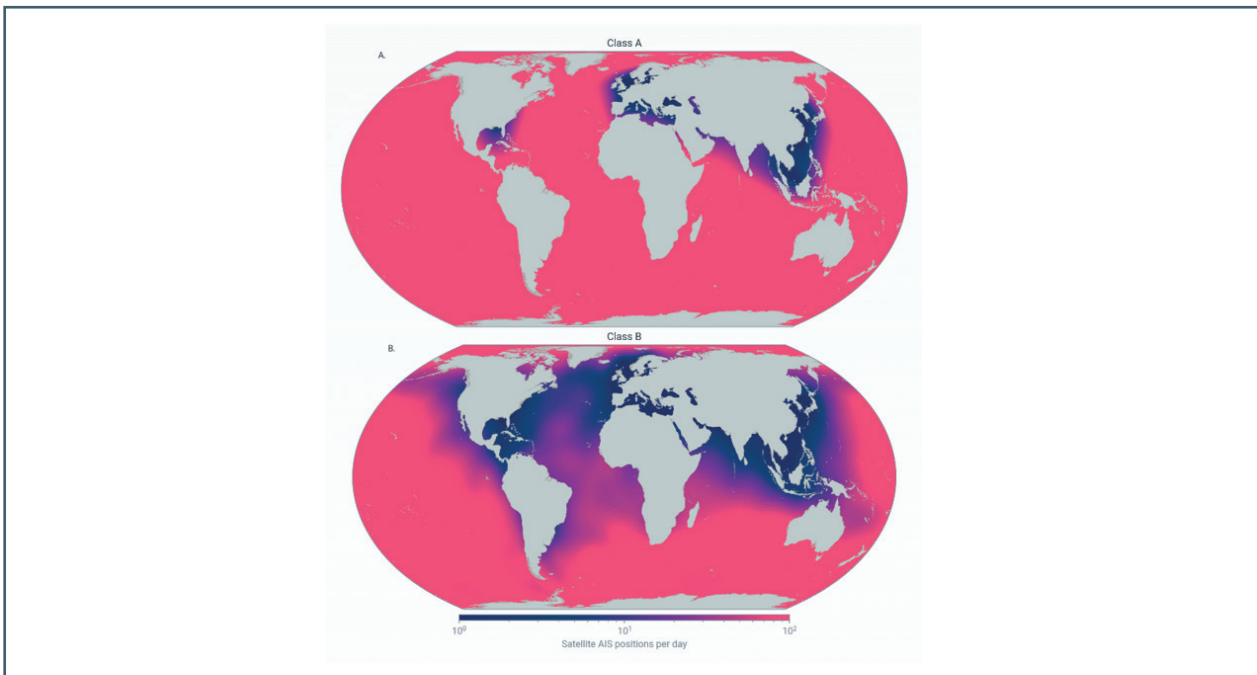 Class A
A.
Class B
B.
10⁰ 10¹ 10²
Satellite AIS positions per day